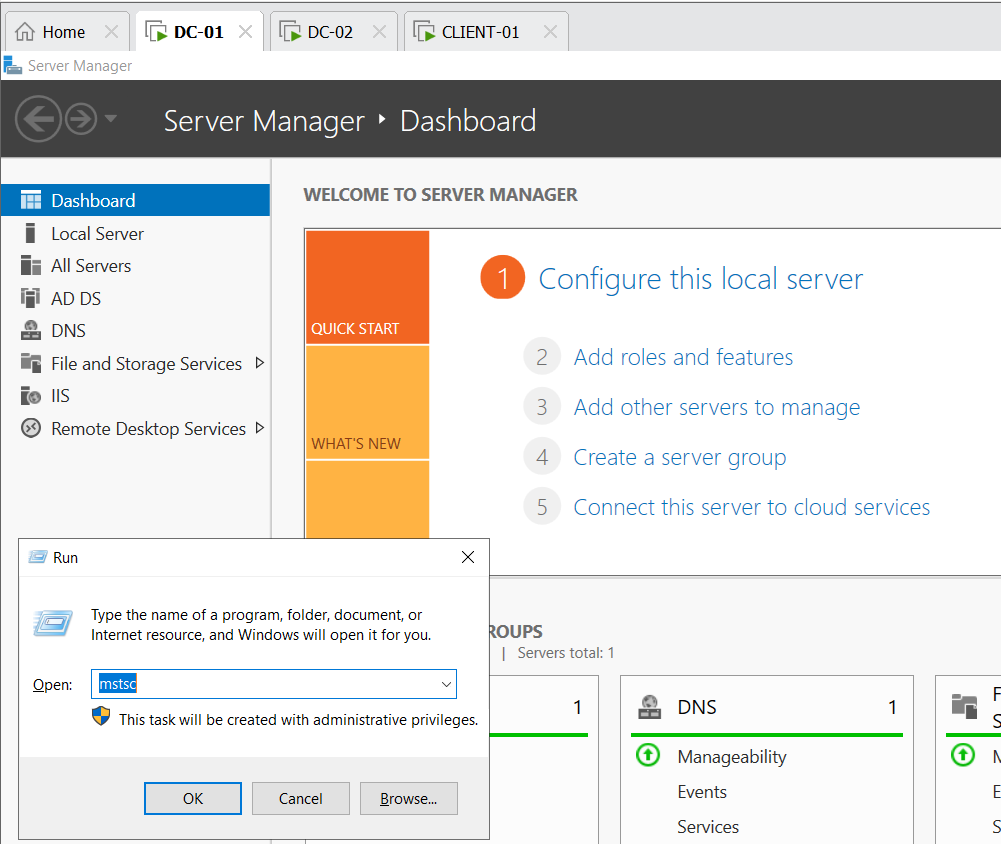 Home
DC-01
DC-02
CLIENT-01
Server Manager
Server Manager
Dashboard
Dashboard
Local Server
All Servers
AD DS
DNS
File and Storage Services
IIS
Remote Desktop Services
WELCOME TO SERVER MANAGER
QUICK START
WHAT'S NEW
1 Configure this local server
2 Add roles and features
3 Add other servers to manage
4 Create a server group
5 Connect this server to cloud services
Run
Type the name of a program, folder, document, or
Internet resource, and Windows will open it for you.
Open: mstsc
This task will be created with administrative privileges.
OK
Cancel
Browse...
ROUPS
| Servers total: 1
1
DNS 1
Manageability
Events
Services
F
S
M
E
S